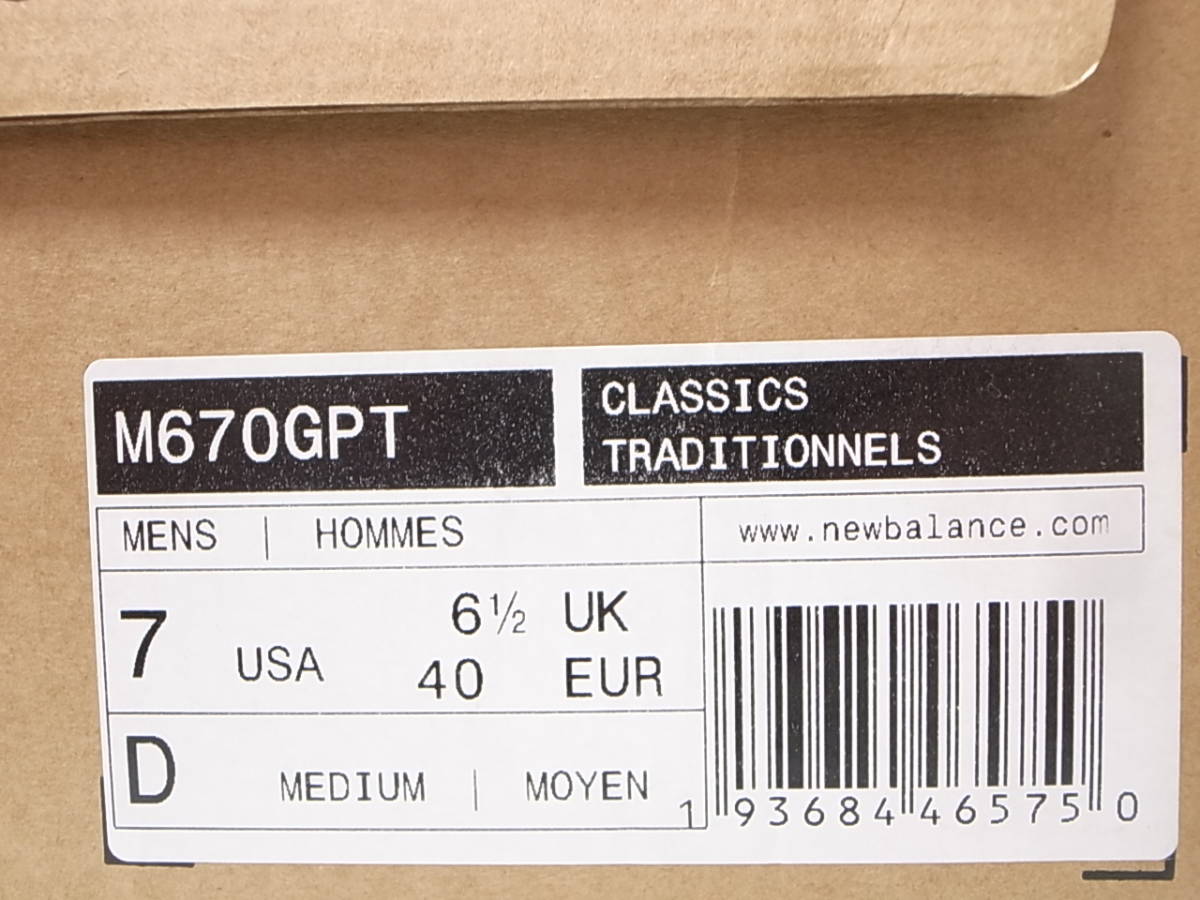 M670GPT
CLASSICS
TRADITIONNELS
MENS | HOMMES
www.newbalance.com
7 USA
6½ UK
40 EUR
D MEDIUM | MOYEN
1 93684 46575 0